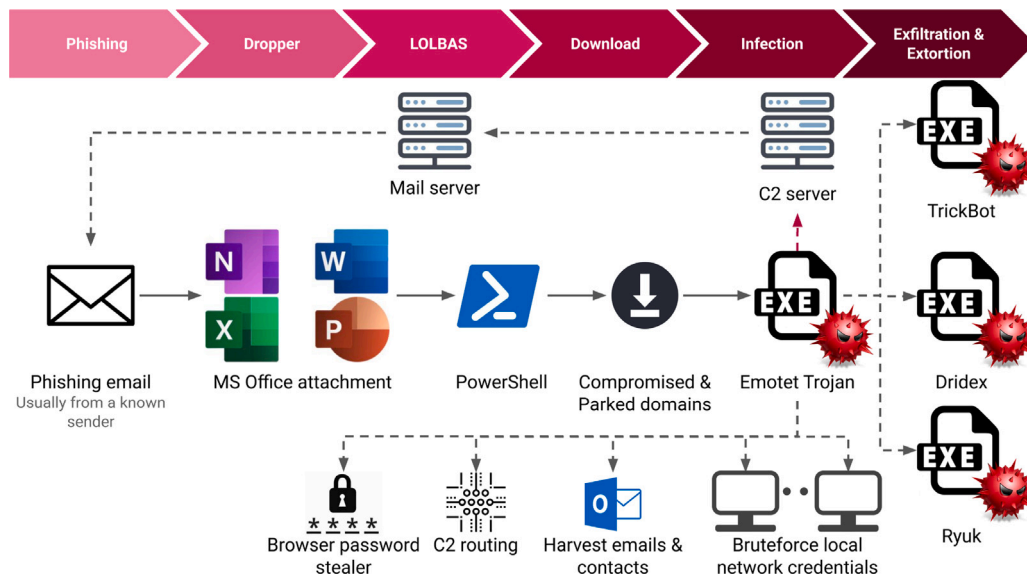 Phishing
Dropper
LOLBAS
Download
Infection
Exfiltration &
Extortion
Mail server
C2 server
EXE
TrickBot
N
W
X
P
EXE
EXE
Phishing email
Usually from a known
sender
MS Office attachment
PowerShell
Compromised &
Parked domains
Emotet Trojan
Dridex
EXE
Ryuk
* * * *
O
Browser password
stealer
C2 routing
Harvest emails &
contacts
Bruteforce local
network credentials